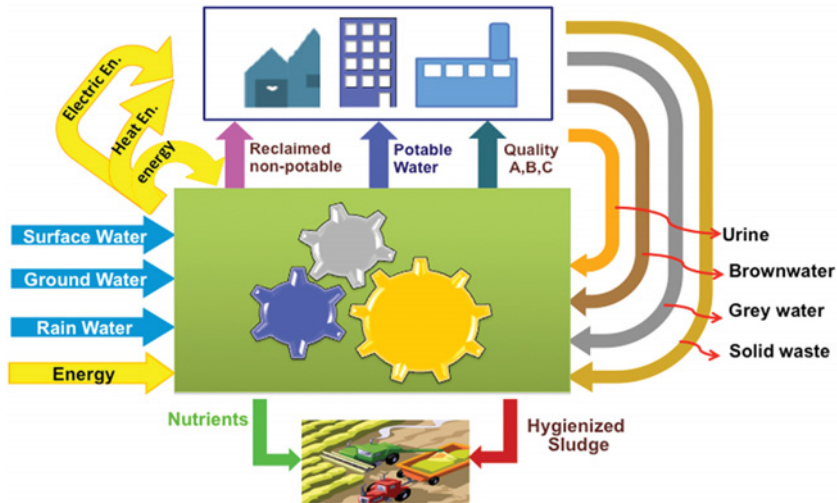 Electric En.
Heat En.
energy
Reclaimed
non-potable
Potable
Water
Quality
A,B,C
Surface Water
Ground Water
Rain Water
Energy
Urine
Brownwater
Grey water
Solid waste
Nutrients
Hygienized
Sludge